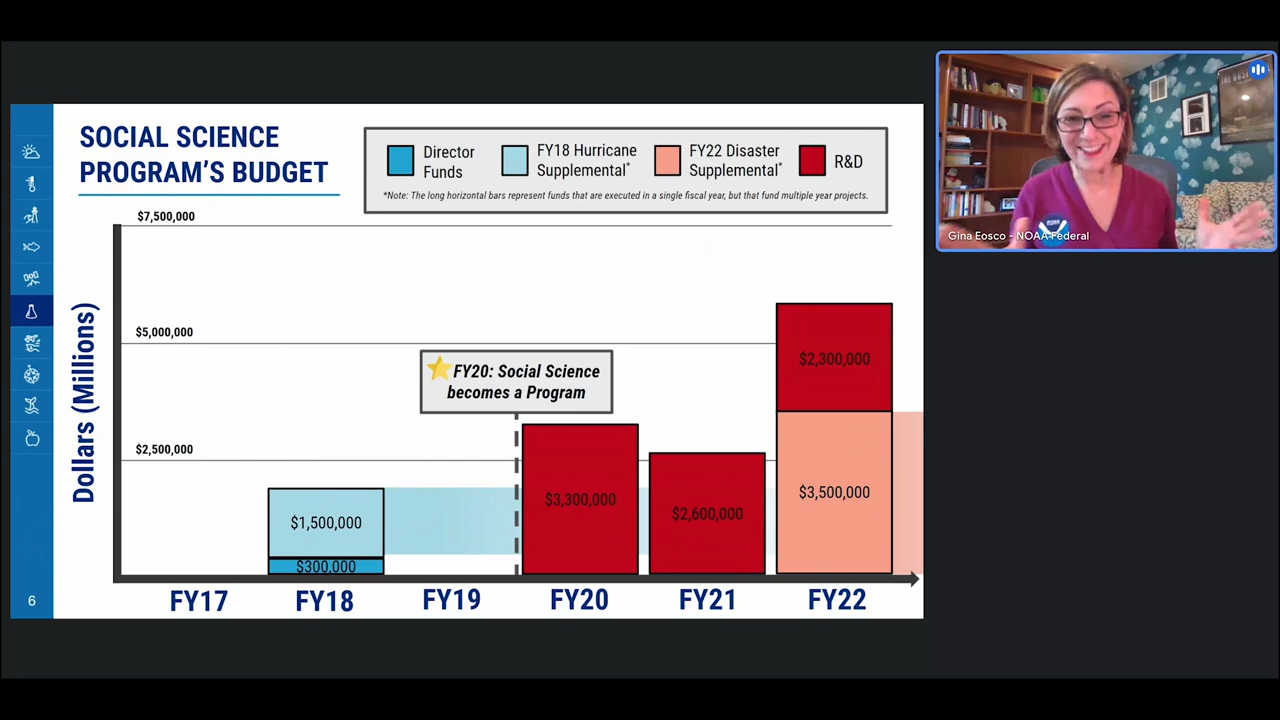 SOCIAL SCIENCE
PROGRAM'S BUDGET
Director
Funds
FY18 Hurricane
Supplemental*
FY22 Disaster
Supplemental*
R&D
*Note: The long horizontal bars represent funds that are executed in a single fiscal year, but that fund multiple year projects.
$7,500,000
$5,000,000
$2,500,000
Dollars (Millions)
FY20: Social Science
becomes a Program
$1,500,000
$300,000
$3,300,000
$2,600,000
$2,300,000
$3,500,000
FY17
FY18
FY19
FY20
FY21
FY22
6
NOAA
Gina Eosco - NOAA Federal